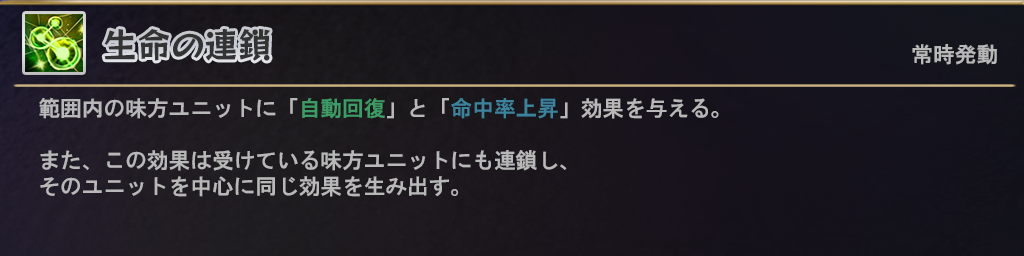 生命の連鎖
常時発動
範囲内の味方ユニットに「自動回復」と「命中率上昇」効果を与える。
また、この効果は受けている味方ユニットにも連鎖し、
そのユニットを中心に同じ効果を生み出す。